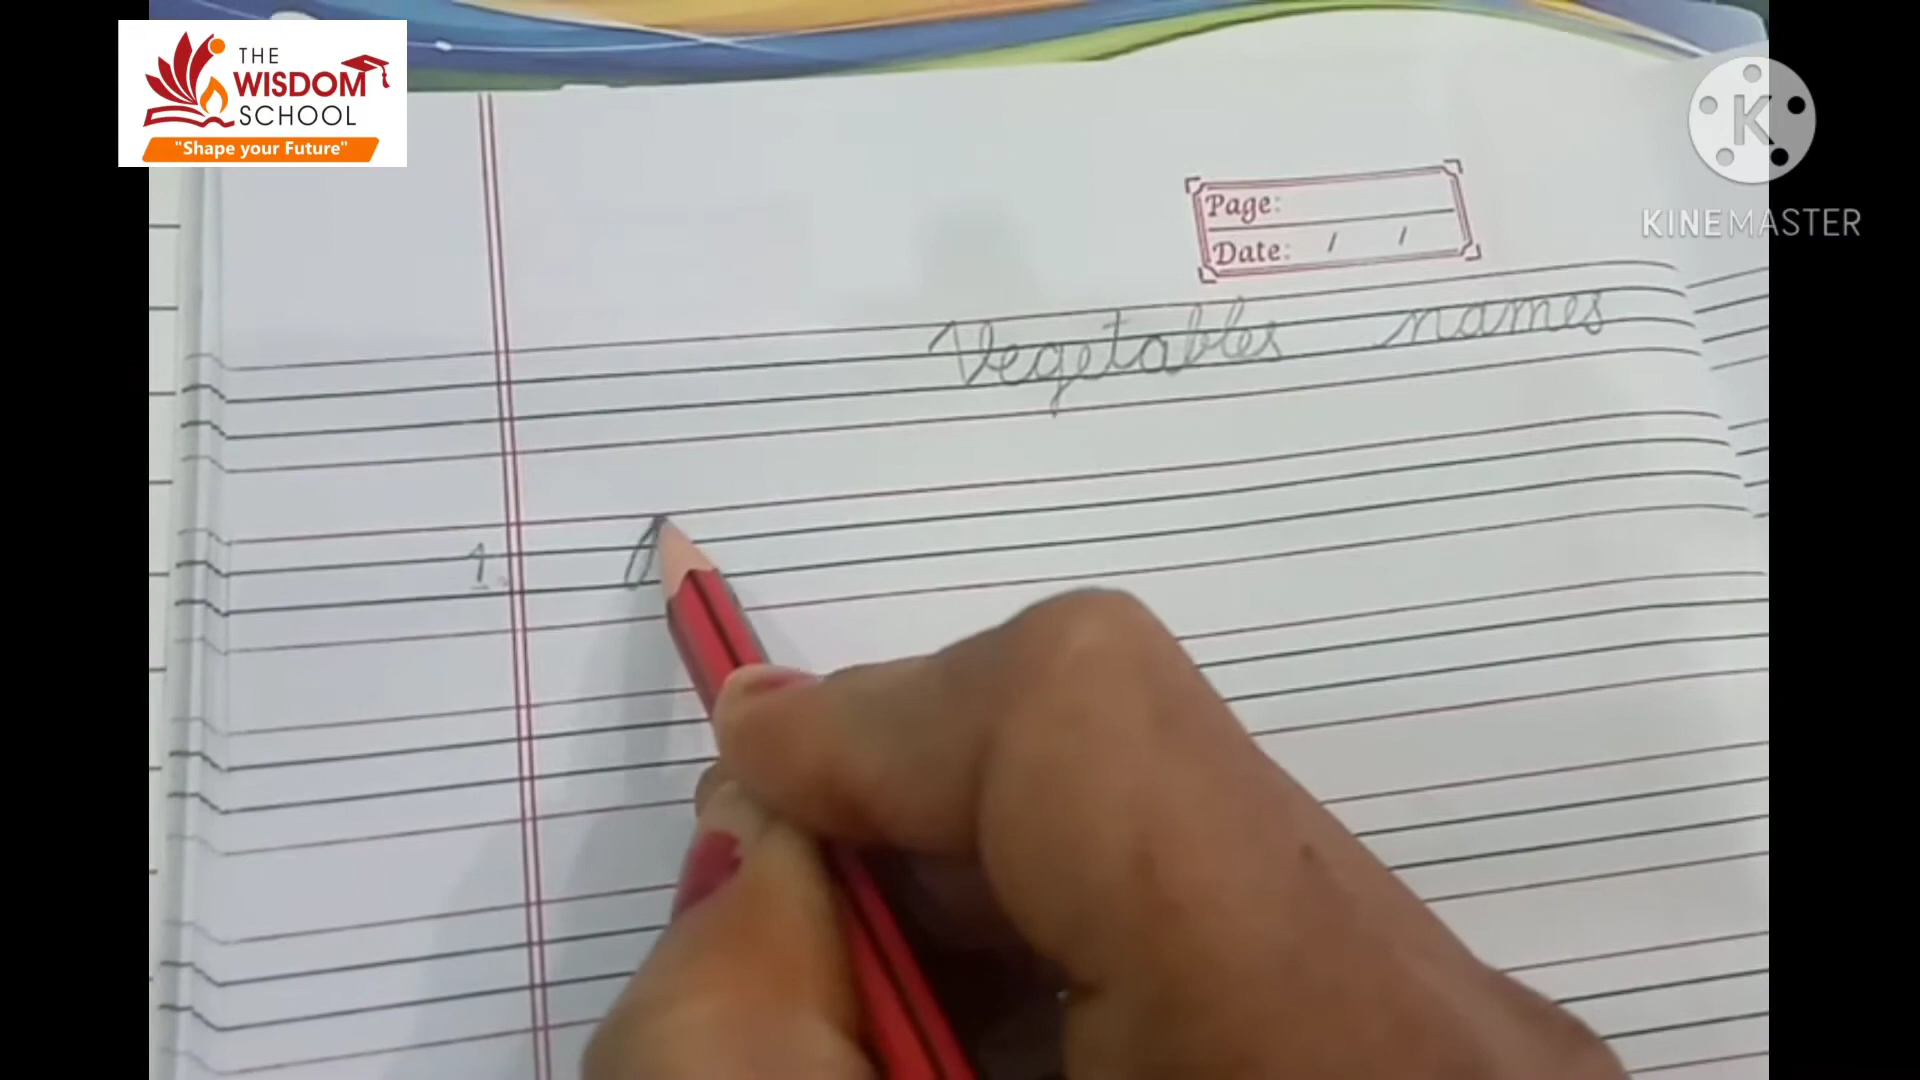 THE
WISDOM
SCHOOL
"Shape your Future"
K
KINEMASTER
Page:
Date: / /
Vegetables names
1.